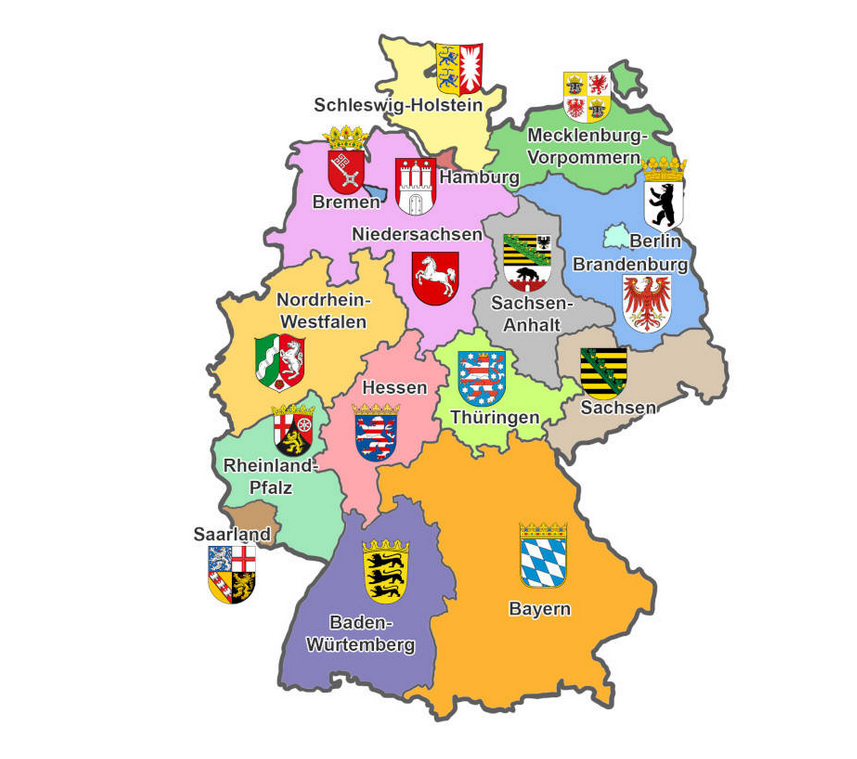 Schleswig-Holstein
Mecklenburg-
Vorpommern
Hamburg
Bremen
Niedersachsen
Berlin
Brandenburg
Sachsen-
Anhalt
Nordrhein-
Westfalen
Hessen
Thüringen
Sachsen
Rheinland-
Pfalz
Saarland
Bayern
Baden-
Würtemberg